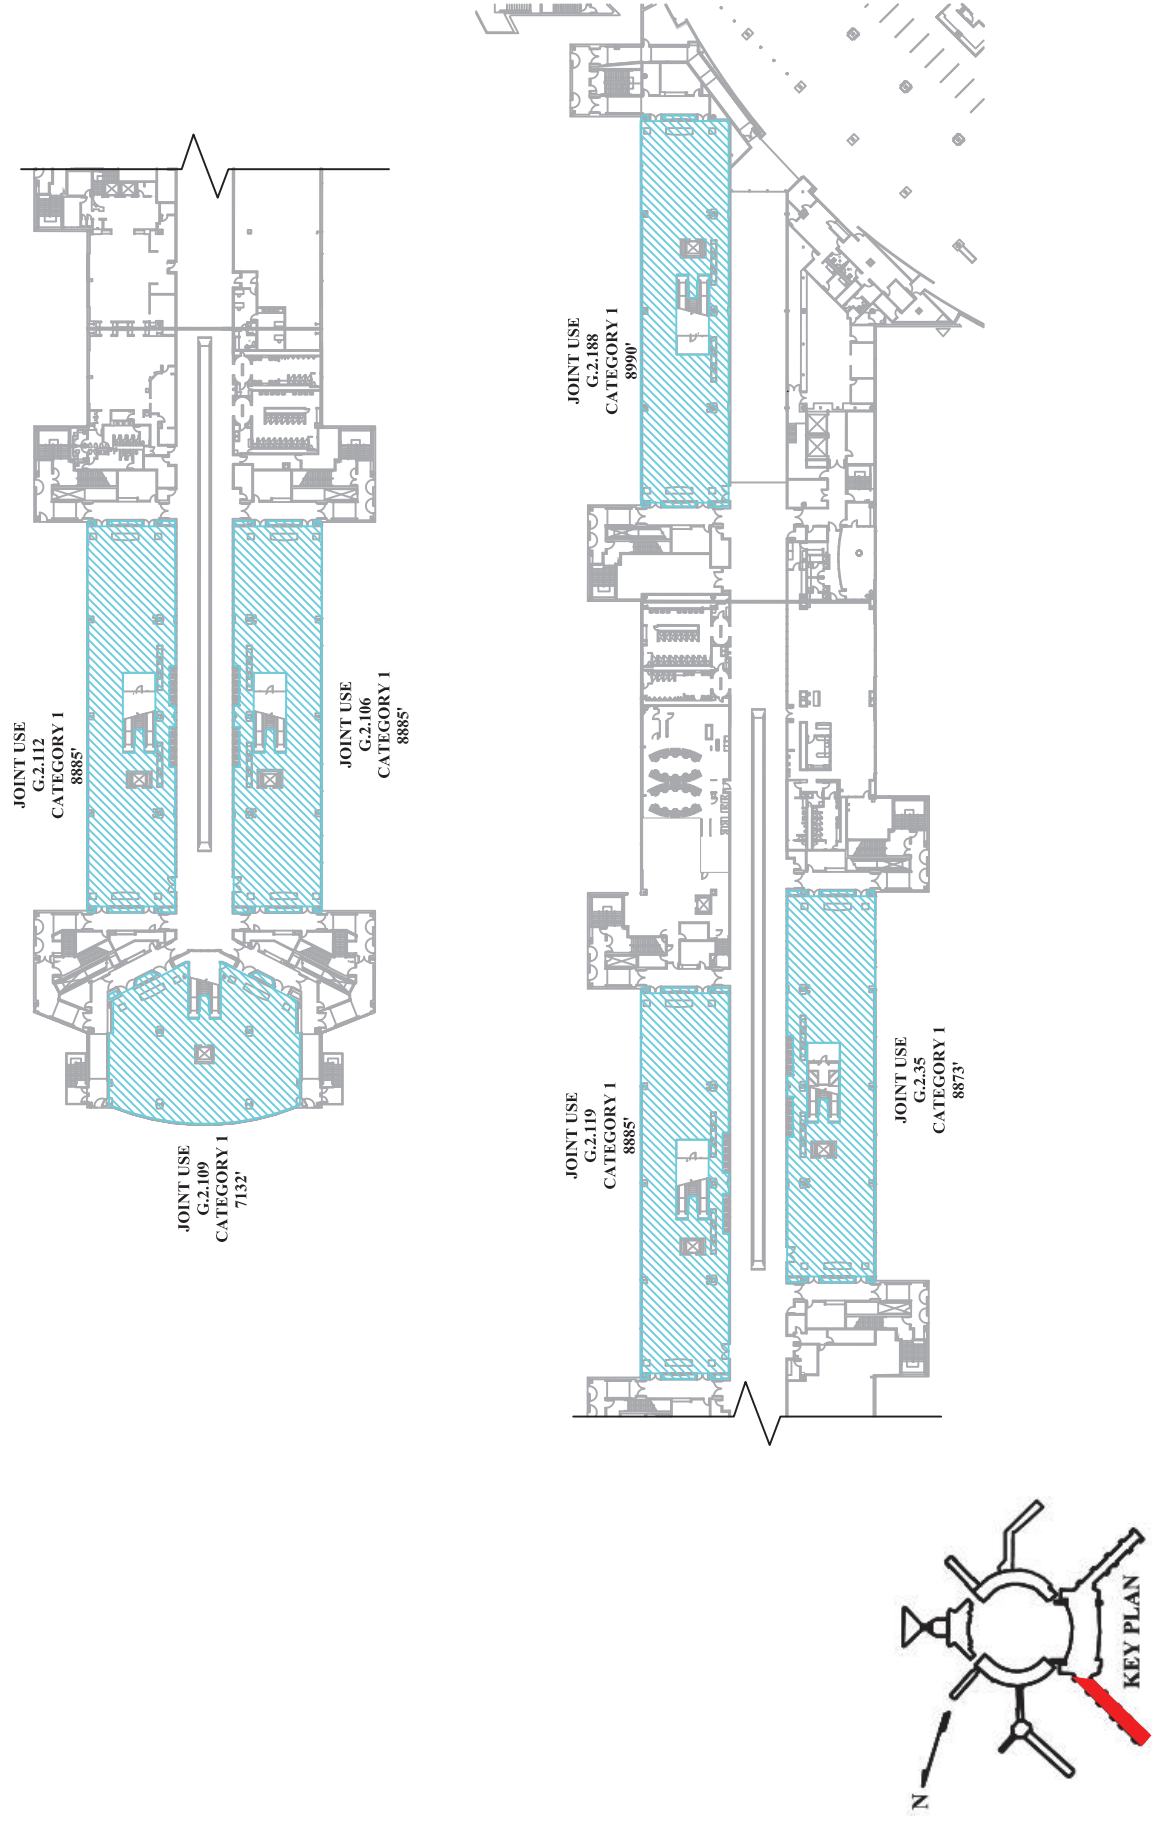 JOINT USE
G.2.112
CATEGORY 1
8885'
JOINT USE
G.2.106
CATEGORY 1
8885'
JOINT USE
G.2.109
CATEGORY 1
7132'
JOINT USE
G.2.188
CATEGORY 1
8990'
JOINT USE
G.2.119
CATEGORY 1
8885'
JOINT USE
G.2.35
CATEGORY 1
8873'
N
KEY PLAN